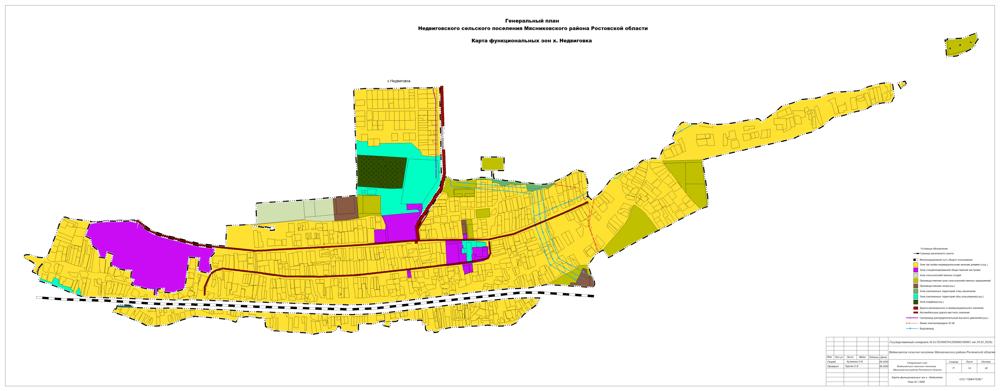 Генеральный план
Недвиговского сельского поселения Мясниковского района Ростовской области
Карта функциональных зон х. Недвиговка
х.Недвиговка
Условные обозначения
Граница населенного пункта
Железнодорожный путь общего пользования
Зона застройки индивидуальными жилыми домами (сущ.)
Зона специализированной общественной застройки
Зона сельскохозяйственных угодий
Производственная зона сельскохозяйственных предприятий
Производственная зона(сущ.)
Зона озелененных территорий спец.назначения
Зона озелененных территорий общ.пользования(сущ.)
Зона кладбищ(сущ.)
Дороги регионального и межмуниципального значения
Автомобильные дороги местного значения
Газопровод распределительный высокого давления(сущ.)
Линии электропередачи 35 кВ
Водопровод
Государственный контракт № 01583000584200000100001 от 30.03.2020г.
Недвиговское сельское поселение Мясниковского района Ростовской области
Изм. Кол.уч. Лист №док. Подпись Дата
Разраб. Кулакова Н.В. 06.2020
Проверил Хурчак Е.В. 06.2020
Генеральный план
Недвиговского сельского поселения
Мясниковского района Ростовской области
Стадия Лист Листов
П 14 20
Карта функциональных зон х. Недвиговка
План М 1:5000
ООО "ГВИНГРЕЙС"